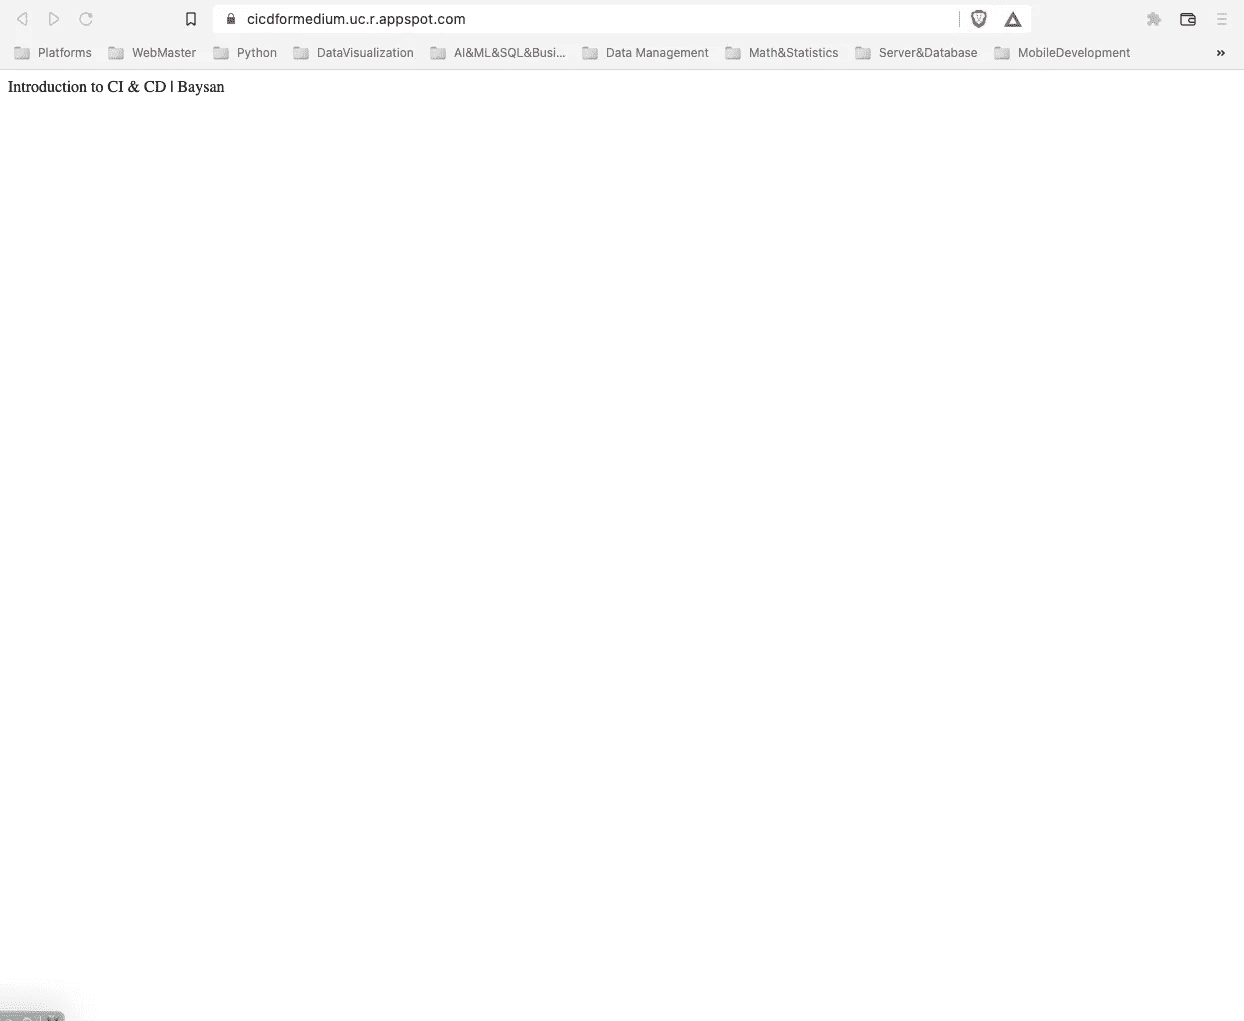 cicdformedium.uc.r.appspot.com
Platforms WebMaster Python DataVisualization AI&ML&SQL&Busi... Data Management Math&Statistics Server&Database MobileDevelopment »
Introduction to CI & CD | Baysan